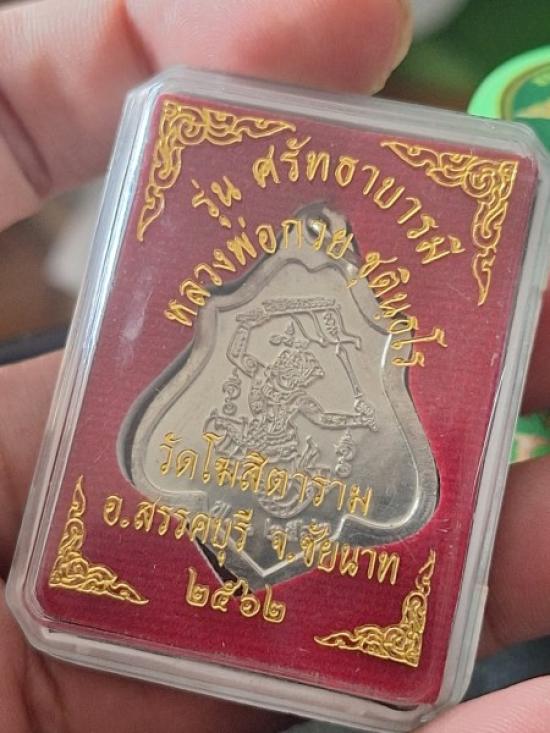 รุ่น ศรัทธาบารมี
หลวงพ่อกวย ชุตินฺธโร
วัดโฆสิตาราม
อ.สรรคบุรี จ.ชัยนาท
๒๕๖๒